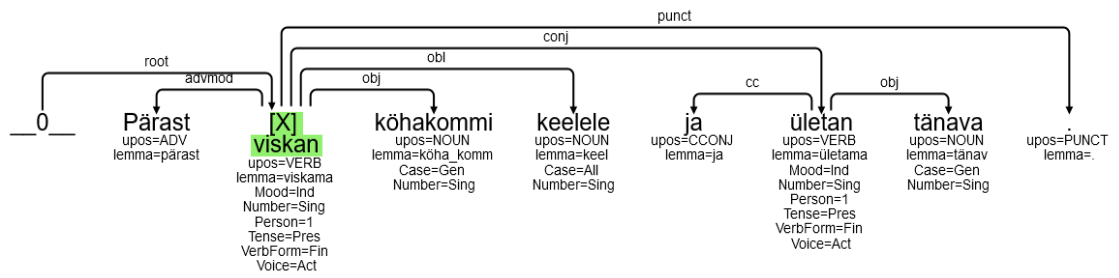 punct
conj
obl
root advmod obj cc obj
__0__ Pärast [X] köhakommi keelele ja ületan tänava .
viskan
upos=ADV upos=NOUN upos=NOUN upos=CCONJ upos=VERB upos=NOUN upos=PUNCT
lemma=pärast lemma=köha_komm lemma=keel lemma=ja lemma=ületama lemma=tänav lemma=.
upos=VERB Case=Gen Case=All Mood=Ind Case=Gen
lemma=viskama Number=Sing Number=Sing Number=Sing Number=Sing
Mood=Ind Person=1
Number=Sing Tense=Pres
Person=1 VerbForm=Fin
Tense=Pres Voice=Act
VerbForm=Fin
Voice=Act